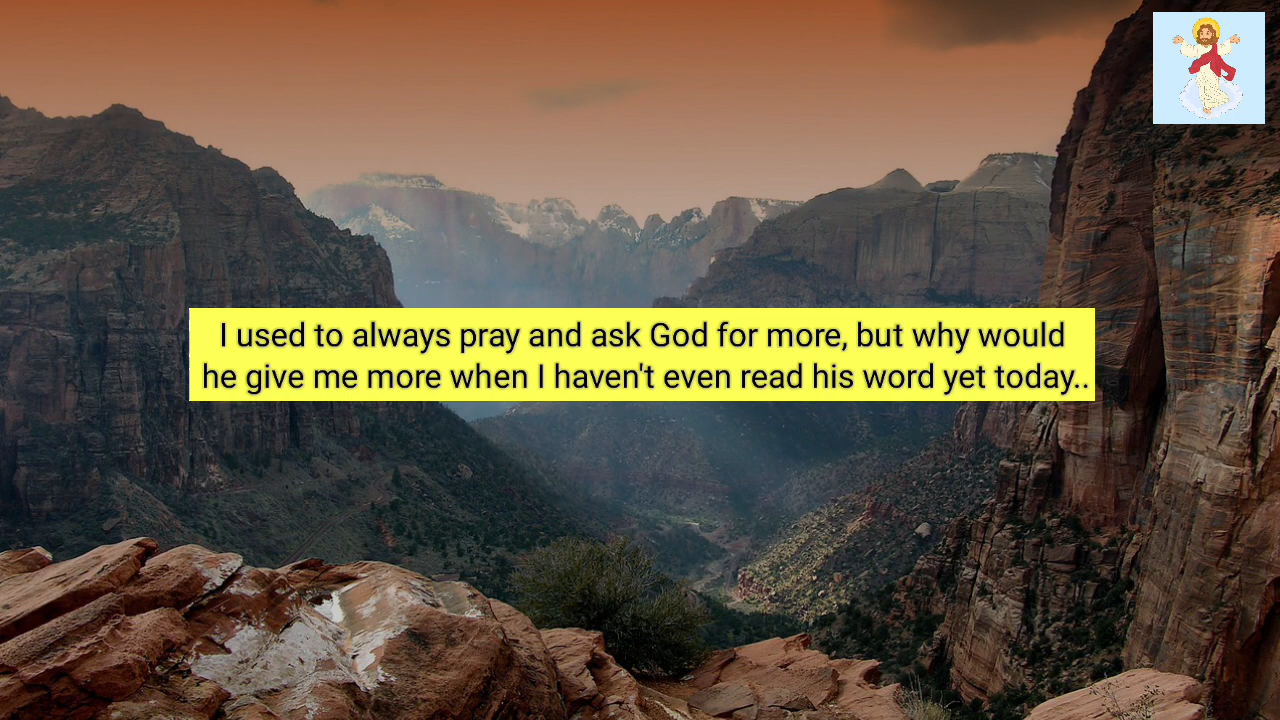 I used to always pray and ask God for more, but why would
he give me more when I haven't even read his word yet today..